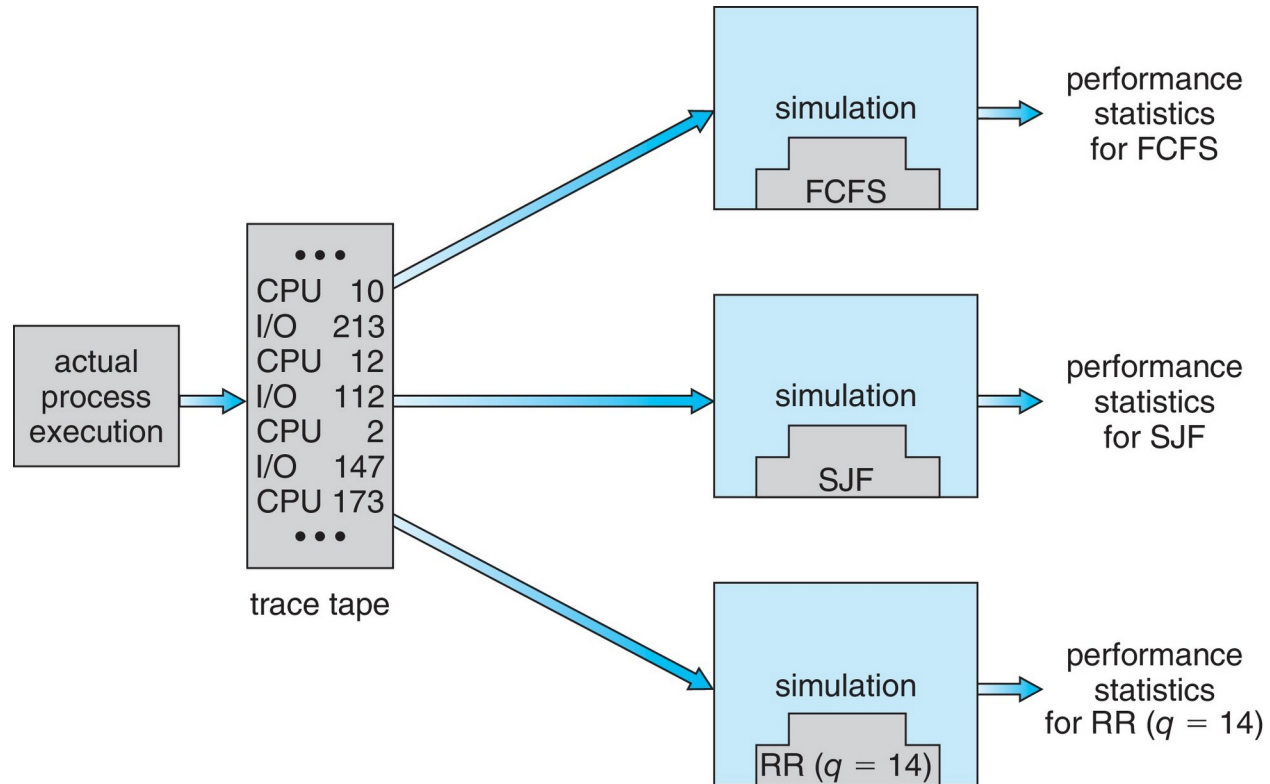 actual
process
execution
• • •
CPU 10
I/O 213
CPU 12
I/O 112
CPU 2
I/O 147
CPU 173
• • •
trace tape
simulation
FCFS
performance
statistics
for FCFS
simulation
SJF
performance
statistics
for SJF
simulation
RR (q = 14)
performance
statistics
for RR (q = 14)